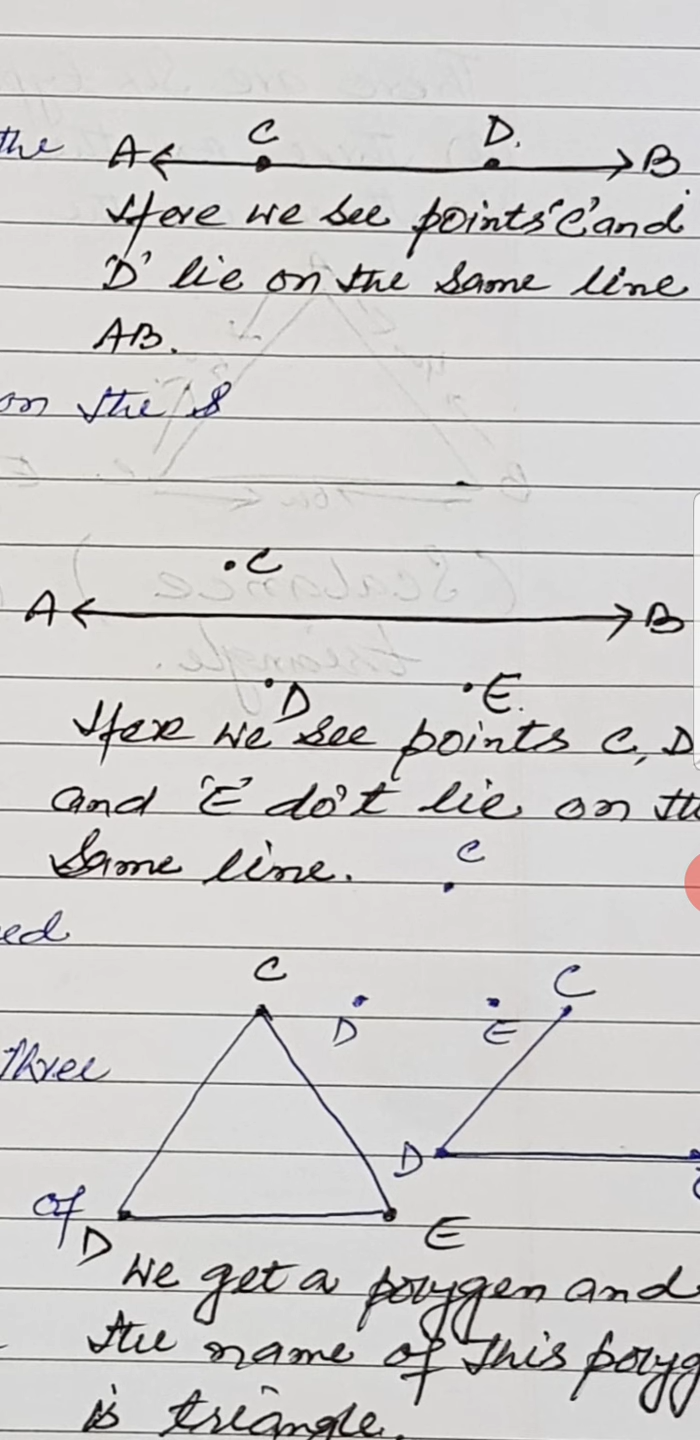 the
A C D. B
Here we see points 'C' and
'D' lie on the same line
AB.
on the S
.C
A B
.D .E.
Here we see points C, D
and 'E' do't lie on the
Same line.
C
ed
C D E C
three
D
of D E
we get a polygen and
the name of this polyg
is triangle.